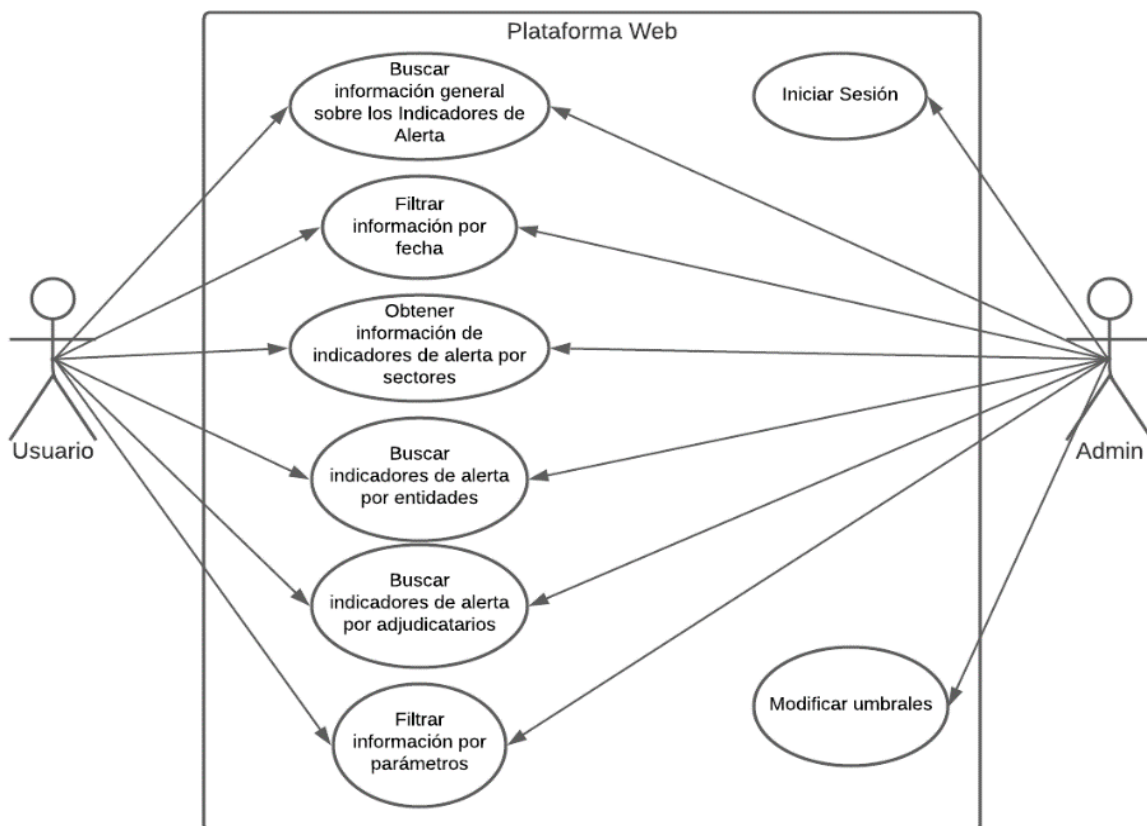 Plataforma Web
Buscar
información general
sobre los Indicadores de
Alerta
Iniciar Sesión
Filtrar
información por
fecha
Obtener
información de
indicadores de alerta por
sectores
Usuario
Admin
Buscar
indicadores de alerta
por entidades
Buscar
indicadores de alerta
por adjudicatarios
Modificar umbrales
Filtrar
información por
parámetros